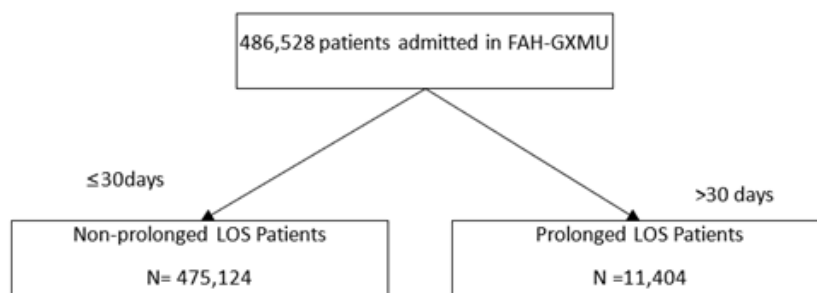 486,528 patients admitted in FAH-GXMU
≤30days
>30 days
Non-prolonged LOS Patients
N= 475,124
Prolonged LOS Patients
N =11,404